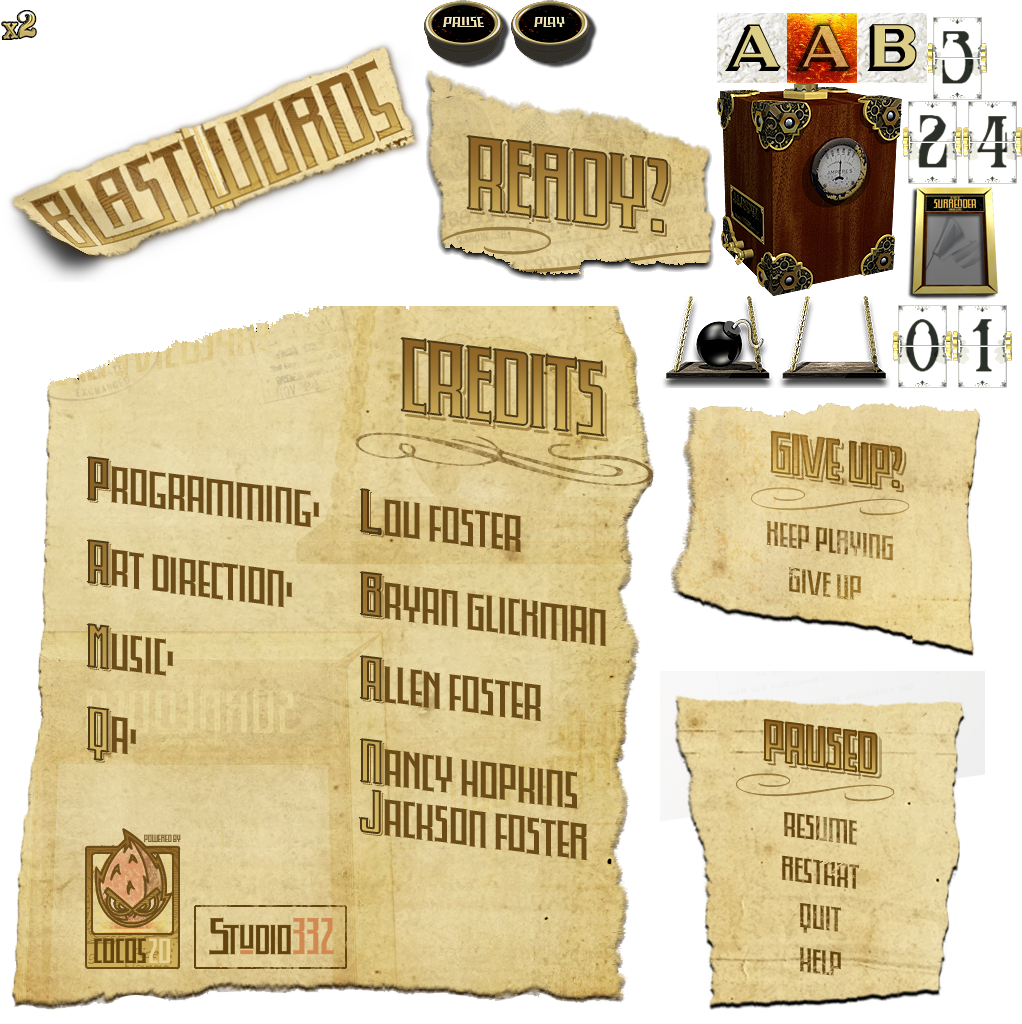 x2
PAUSE
PLAY
BLASTWORDS
READY?
A
A
B
3
2
4
AMPERES
SURRENDER
0
1
CREDITS
PROGRAMMING:
LOU FOSTER
ART DIRECTION:
BRYAN GLICKMAN
MUSIC:
ALLEN FOSTER
QA:
NANCY HOPKINS
JACKSON FOSTER
POWERED BY
COCOS2D
STUDIO332
GIVE UP?
KEEP PLAYING
GIVE UP
PAUSED
RESUME
RESTART
QUIT
HELP